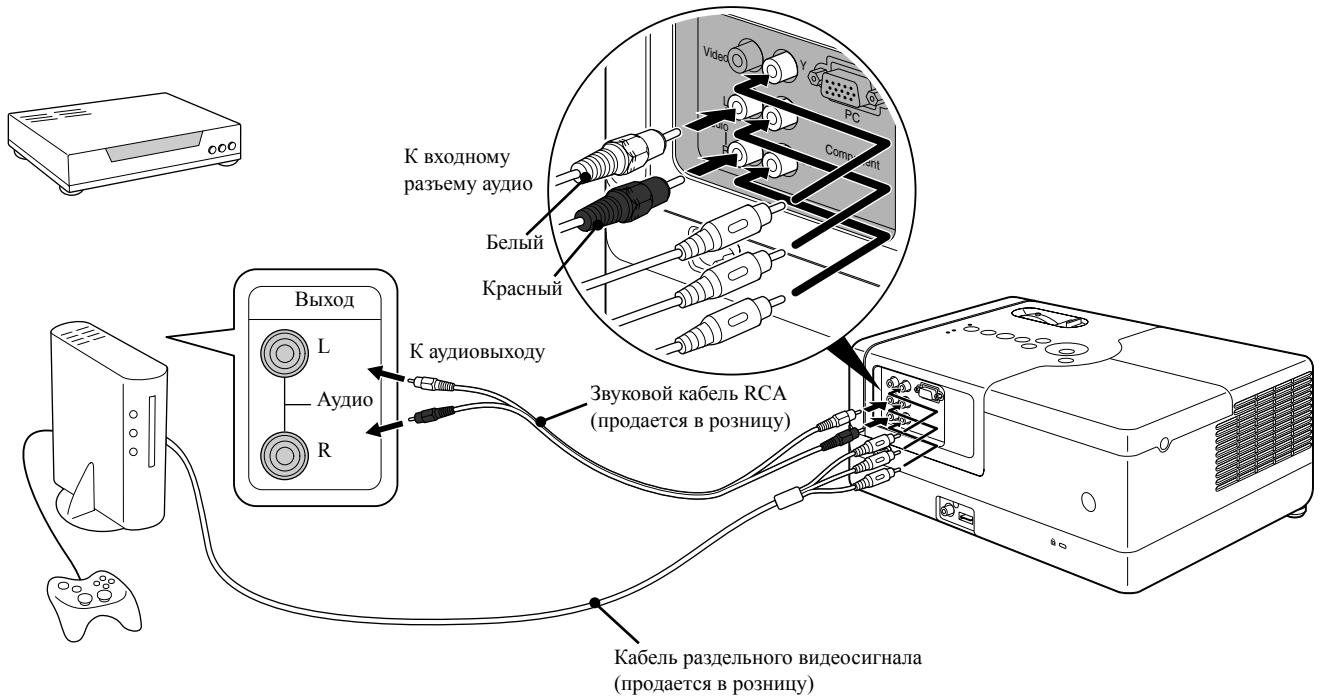 Video
Y
L
PC
R
Component
К входному
разъему аудио
Белый
Красный
Выход
L
Аудио
R
К аудиовыходу
Звуковой кабель RCA
(продается в розницу)
Кабель раздельного видеосигнала
(продается в розницу)